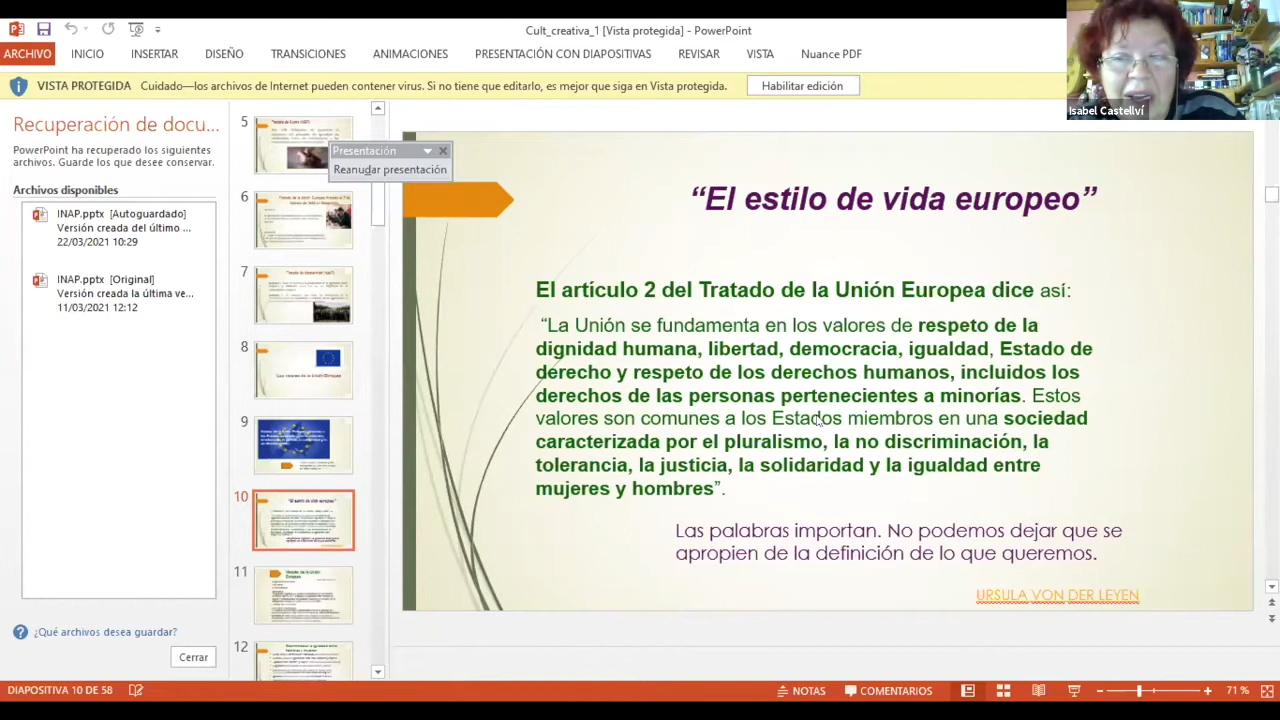 Cult_creativa_1 [Vista protegida] - PowerPoint
ARCHIVO INICIO INSERTAR DISEÑO TRANSICIONES ANIMACIONES PRESENTACIÓN CON DIAPOSITIVAS REVISAR VISTA Nuance PDF
VISTA PROTEGIDA Cuidado—los archivos de Internet pueden contener virus. Si no tiene que editarlo, es mejor que siga en Vista protegida. Habilitar edición
Isabel Castellví
Recuperación de docu...
PowerPoint ha recuperado los siguientes
archivos. Guarde los que desee conservar.
Archivos disponibles
INAP.pptx [Autoguardado]
Versión creada del último ...
22/03/2021 10:29
INAP.pptx [Original]
Versión creada la última ve...
11/03/2021 12:12
¿Qué archivos desea guardar?
Cerrar
5
6
7
8
9
10
11
12
Presentación
Reanudar presentación
“El estilo de vida europeo”
El artículo 2 del Tratado de la Unión Europea dice así:
“La Unión se fundamenta en los valores de respeto de la
dignidad humana, libertad, democracia, igualdad, Estado de
derecho y respeto de los derechos humanos, incluidos los
derechos de las personas pertenecientes a minorías. Estos
valores son comunes a los Estados miembros en una sociedad
caracterizada por el pluralismo, la no discriminación, la
tolerancia, la justicia, la solidaridad y la igualdad entre
mujeres y hombres”.
Las palabras importan. No podemos dejar que se
apropien de la definición de lo que queremos.
URSULA VON DER LEYEN
DIAPOSITIVA 10 DE 58 NOTAS COMENTARIOS 71 %